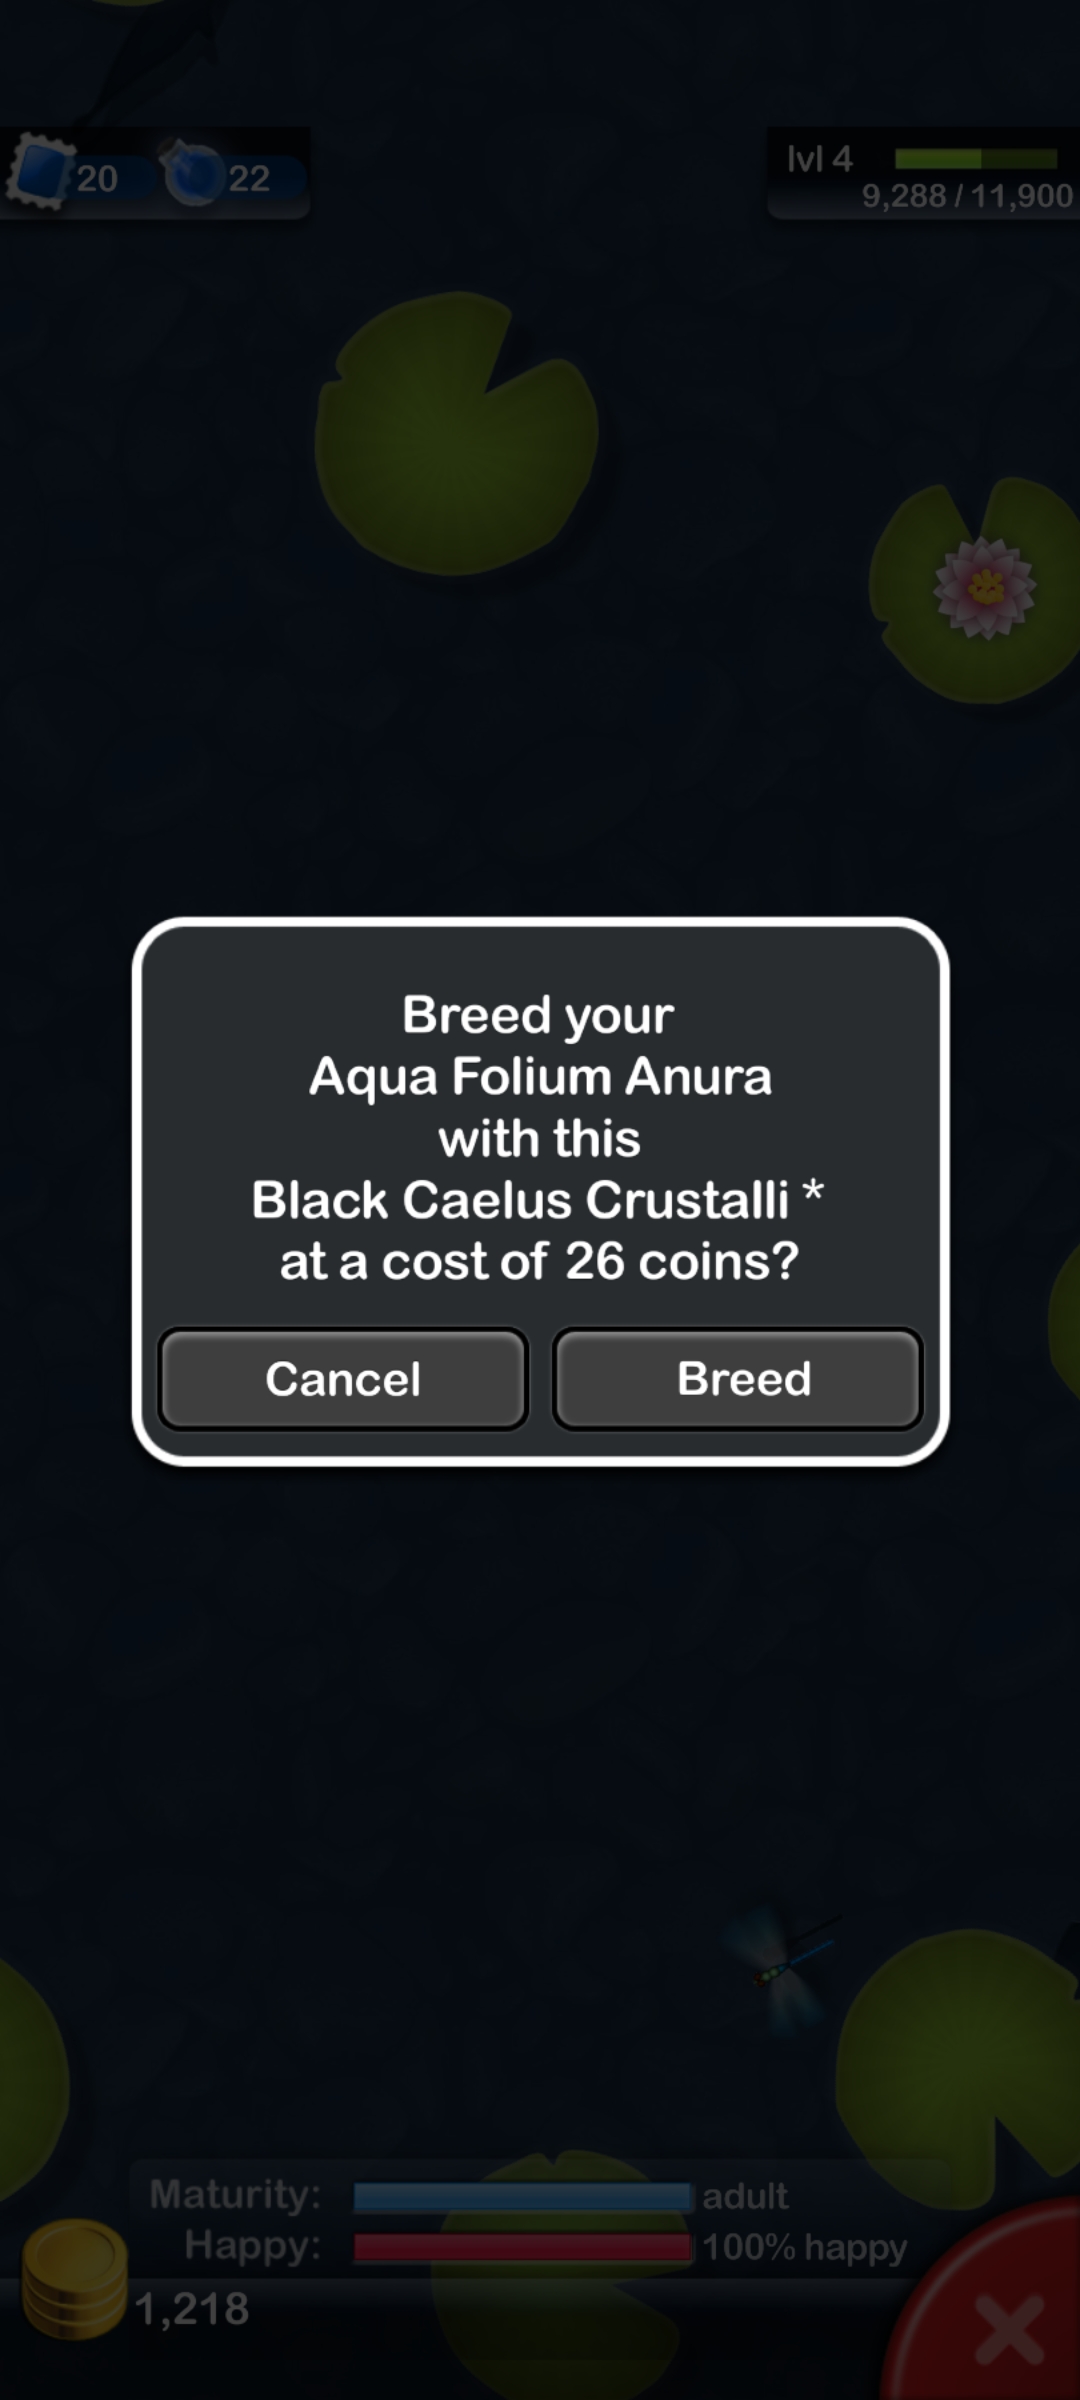 20
22
lvl 4
9,288 / 11,900
Breed your
Aqua Folium Anura
with this
Black Caelus Crustalli *
at a cost of 26 coins?
Cancel
Breed
Maturity:
adult
Happy:
100% happy
1,218